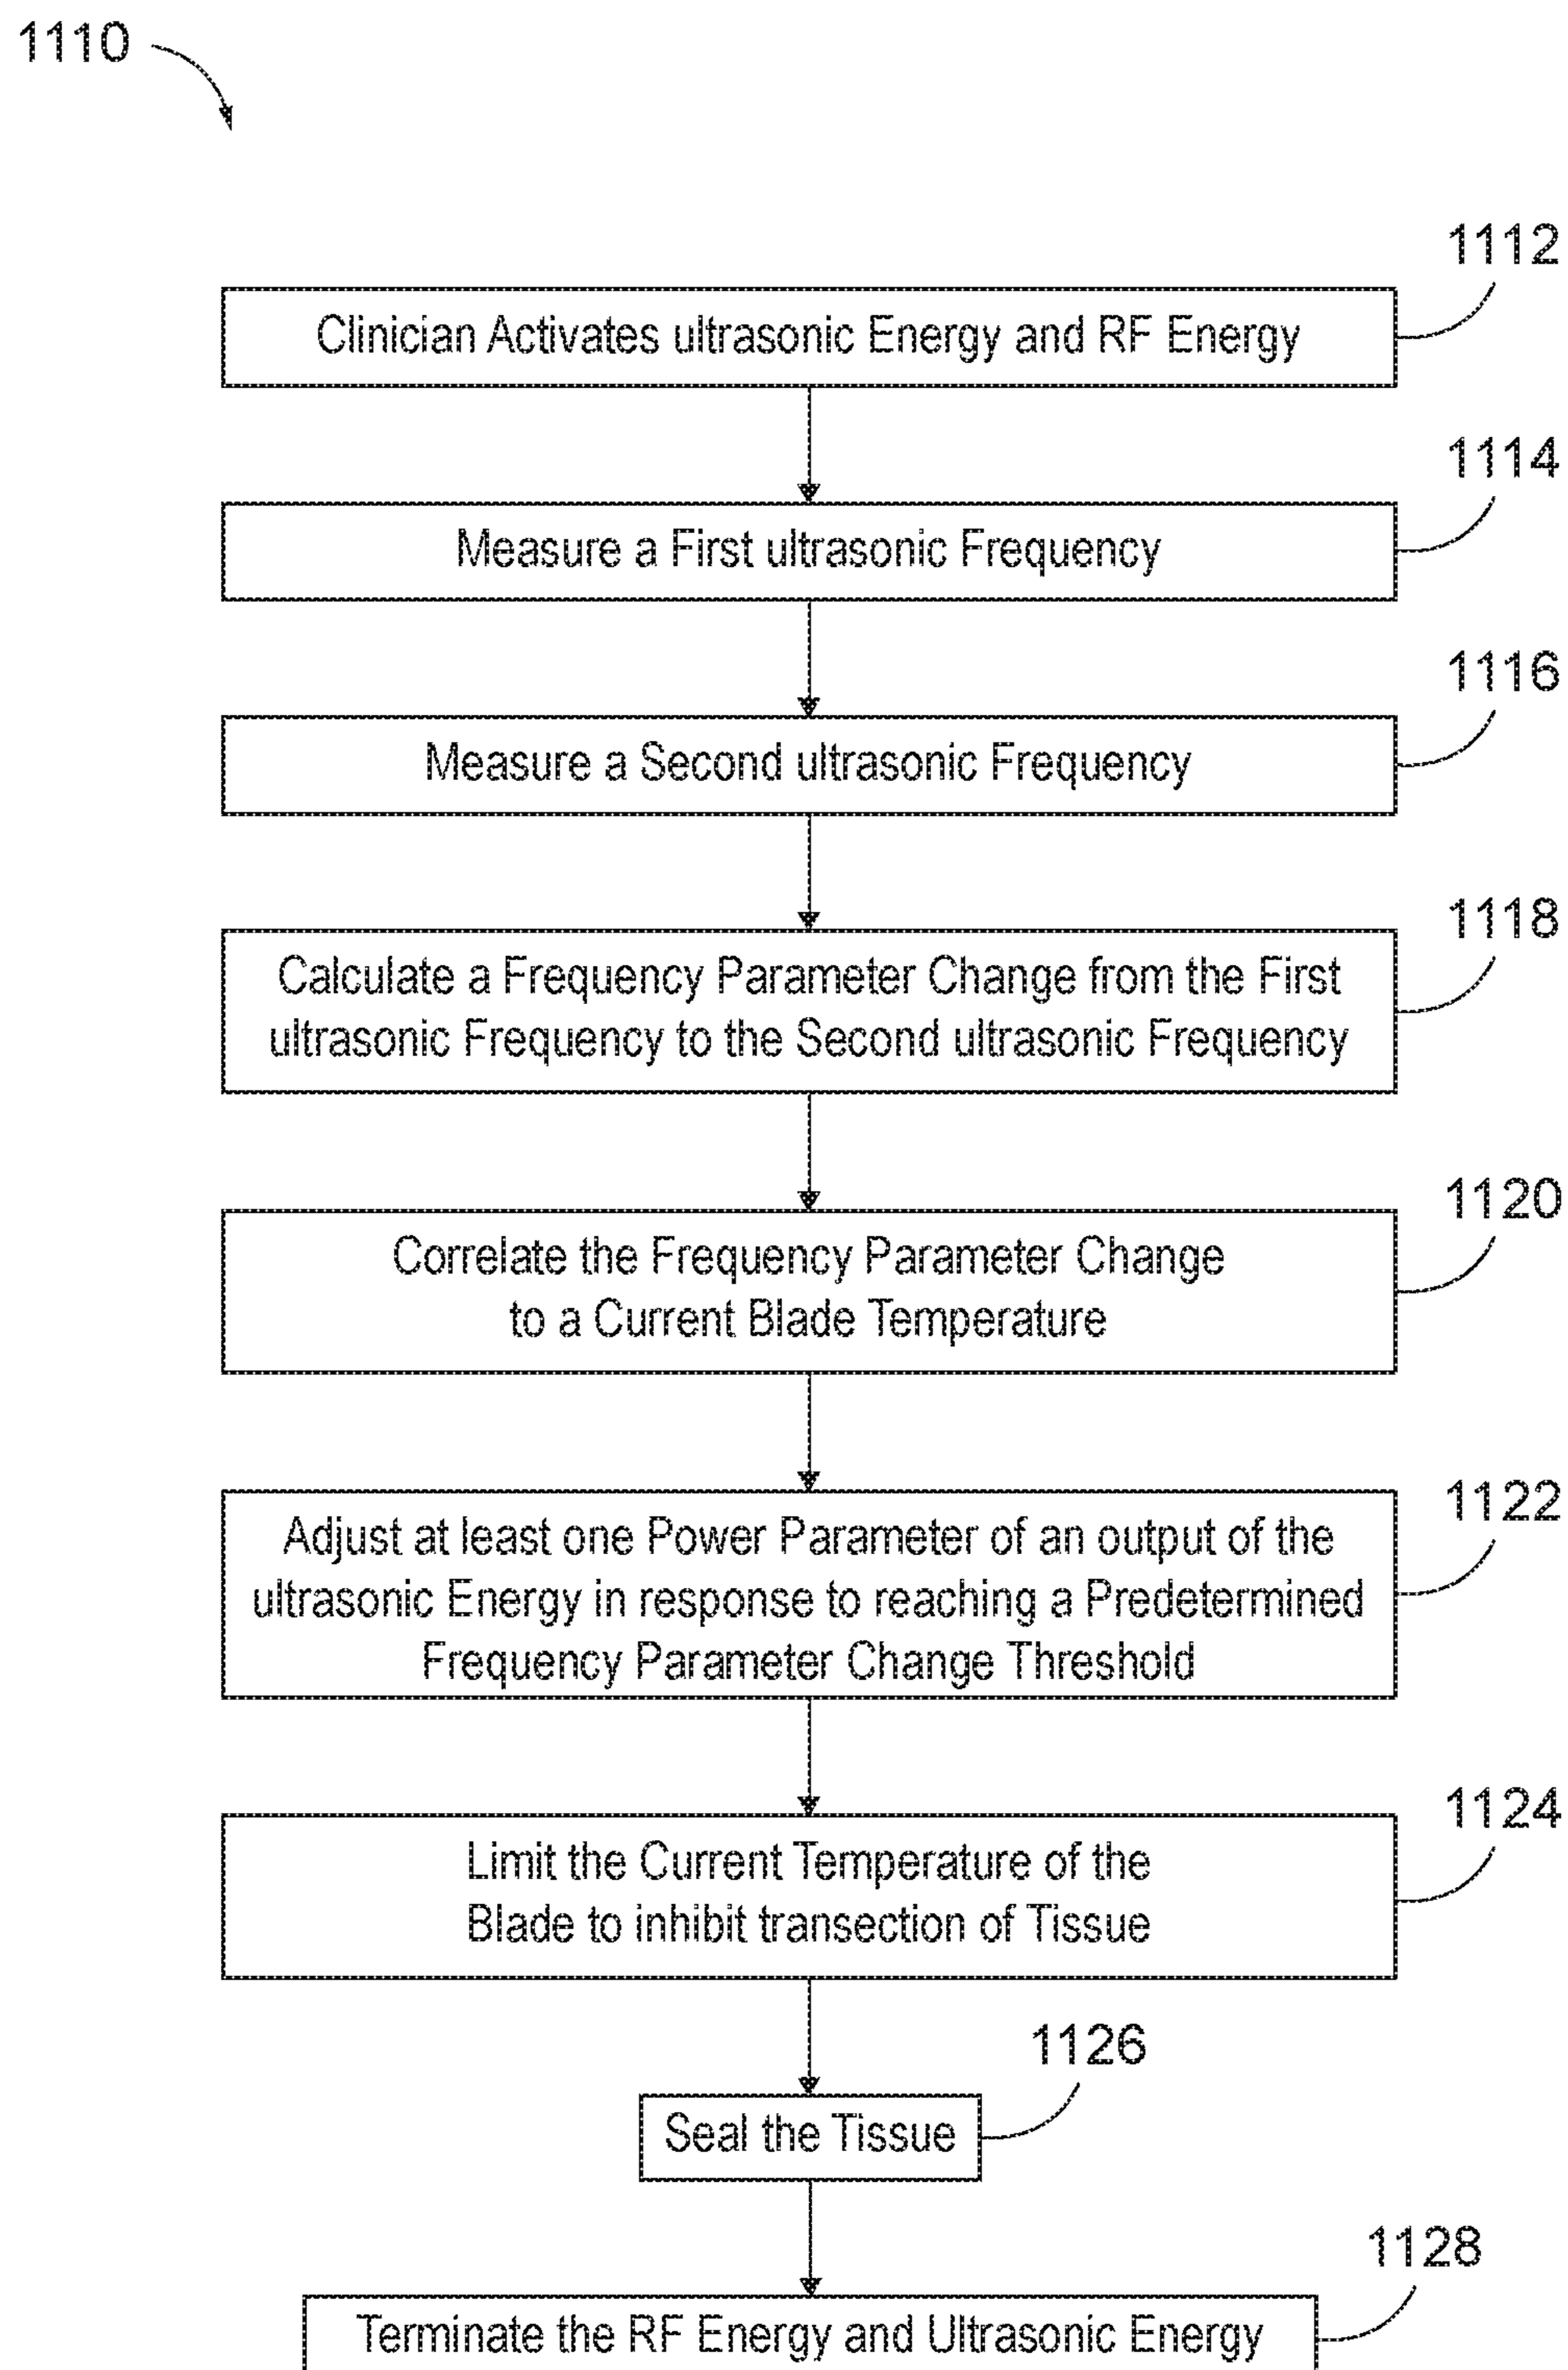 1110
1112
Clinician Activates ultrasonic Energy and RF Energy
1114
Measure a First ultrasonic Frequency
1116
Measure a Second ultrasonic Frequency
1118
Calculate a Frequency Parameter Change from the First
ultrasonic Frequency to the Second ultrasonic Frequency
1120
Correlate the Frequency Parameter Change
to a Current Blade Temperature
1122
Adjust at least one Power Parameter of an output of the
ultrasonic Energy in response to reaching a Predetermined
Frequency Parameter Change Threshold
1124
Limit the Current Temperature of the
Blade to inhibit transection of Tissue
1126
Seal the Tissue
1128
Terminate the RF Energy and Ultrasonic Energy